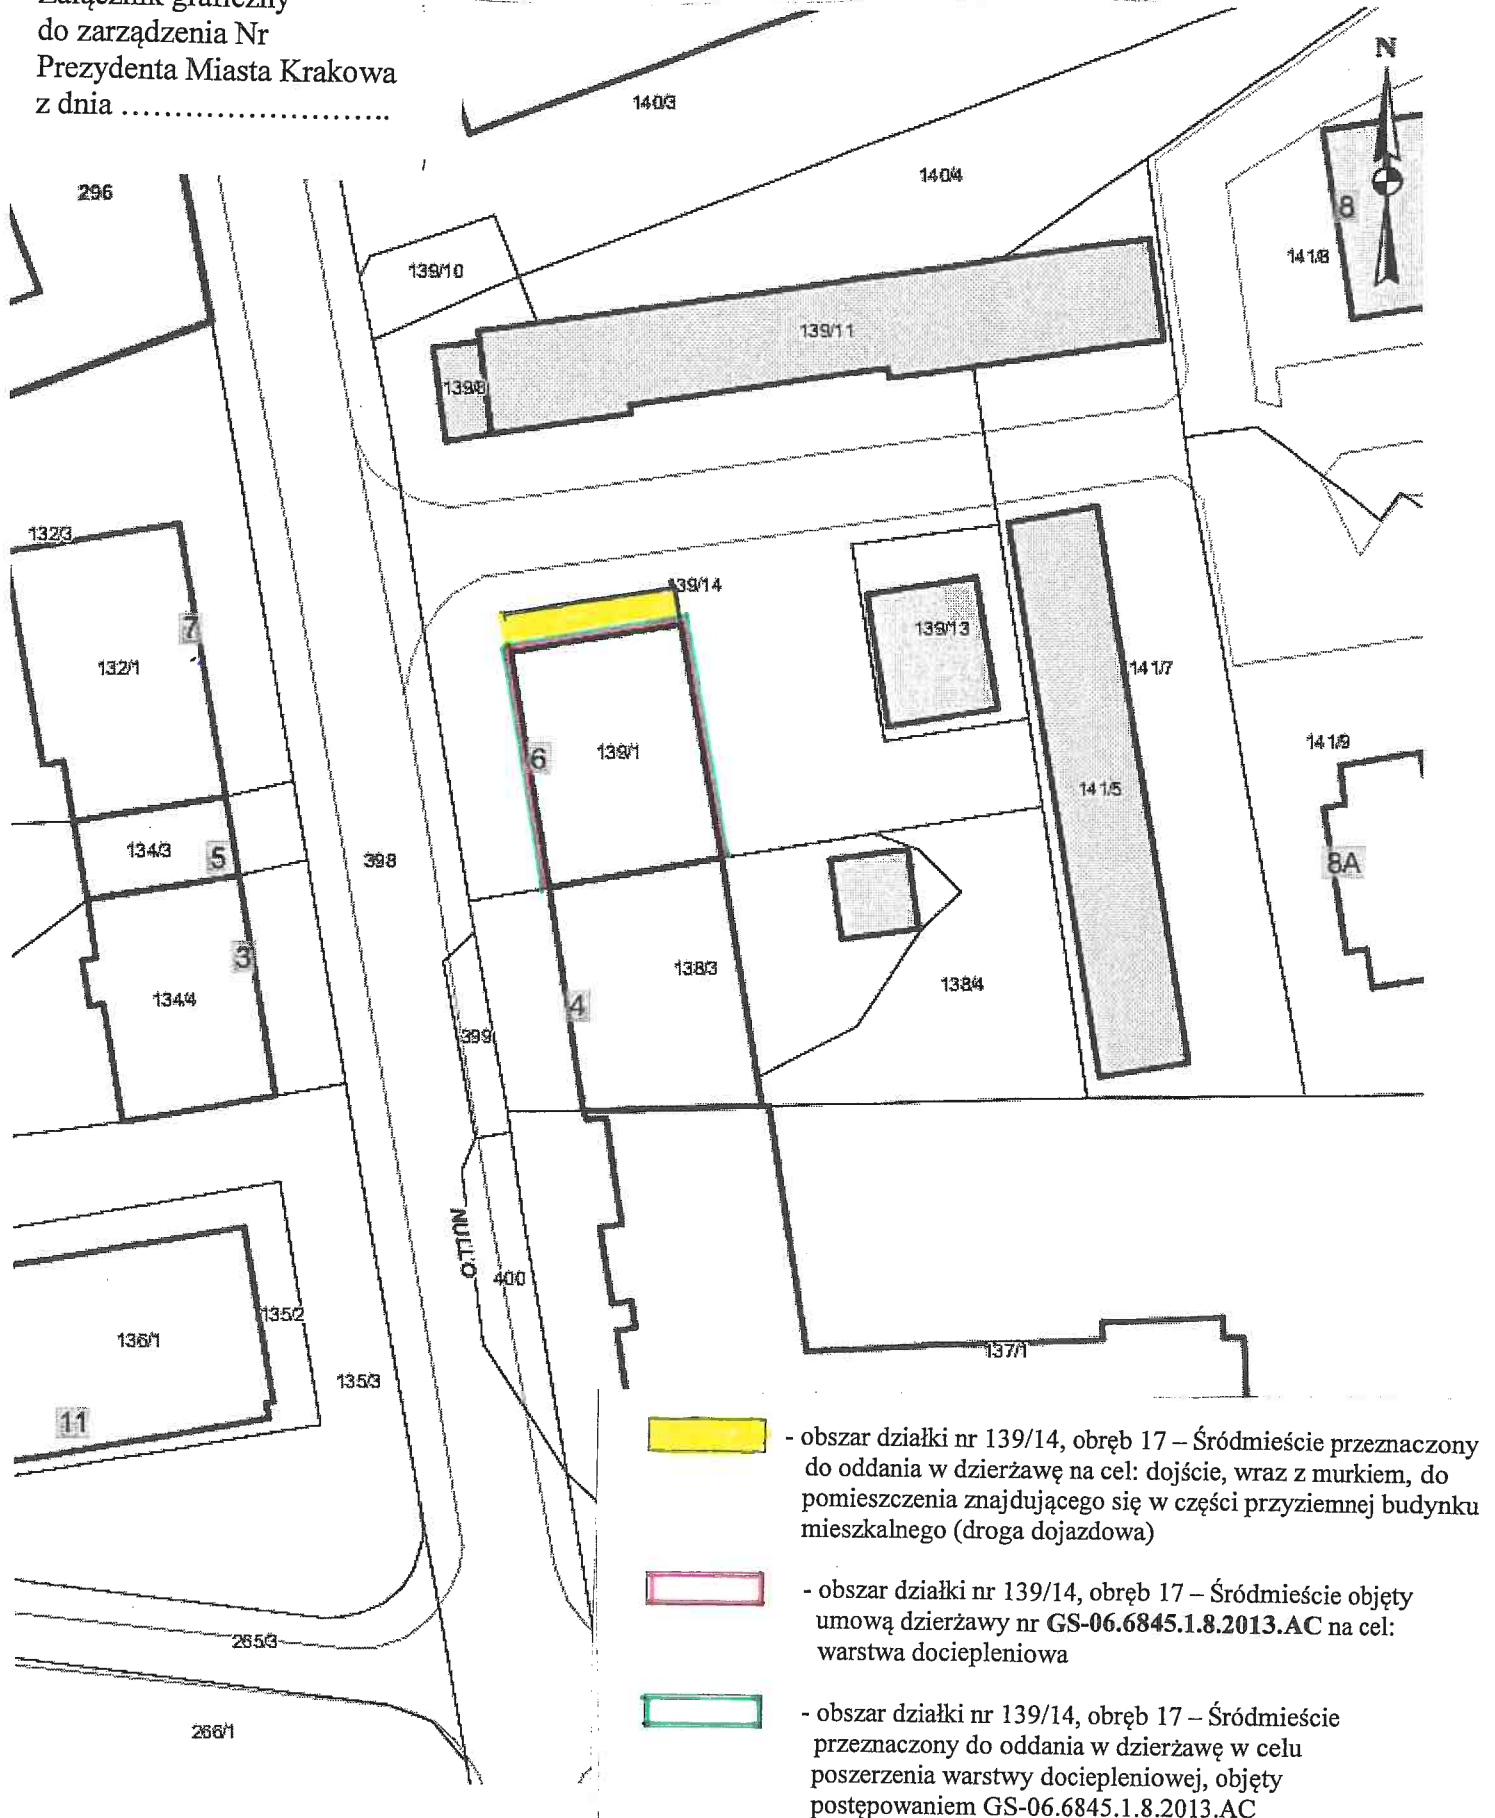 Załącznik graficzny
do zarządzenia Nr
Prezydenta Miasta Krakowa
z dnia ..............................
N
140/3
140/4
296
8
141/8
139/10
139/11
139/8
132/3
139/14
7
132/1
139/13
141/7
6
139/1
141/9
141/5
134/3
5
398
8A
3
138/3
134/4
4
138/4
399
NULLO
400
135/2
136/1
137/1
135/3
11
- obszar działki nr 139/14, obręb 17 – Śródmieście przeznaczony
do oddania w dzierżawę na cel: dojście, wraz z murkiem, do
pomieszczenia znajdującego się w części przyziemnej budynku
mieszkalnego (droga dojazdowa)
- obszar działki nr 139/14, obręb 17 – Śródmieście objęty
umową dzierżawy nr GS-06.6845.1.8.2013.AC na cel:
warstwa dociepleniowa
265/3
- obszar działki nr 139/14, obręb 17 – Śródmieście
przeznaczony do oddania w dzierżawę w celu
poszerzenia warstwy dociepleniowej, objęty
postępowaniem GS-06.6845.1.8.2013.AC
266/1